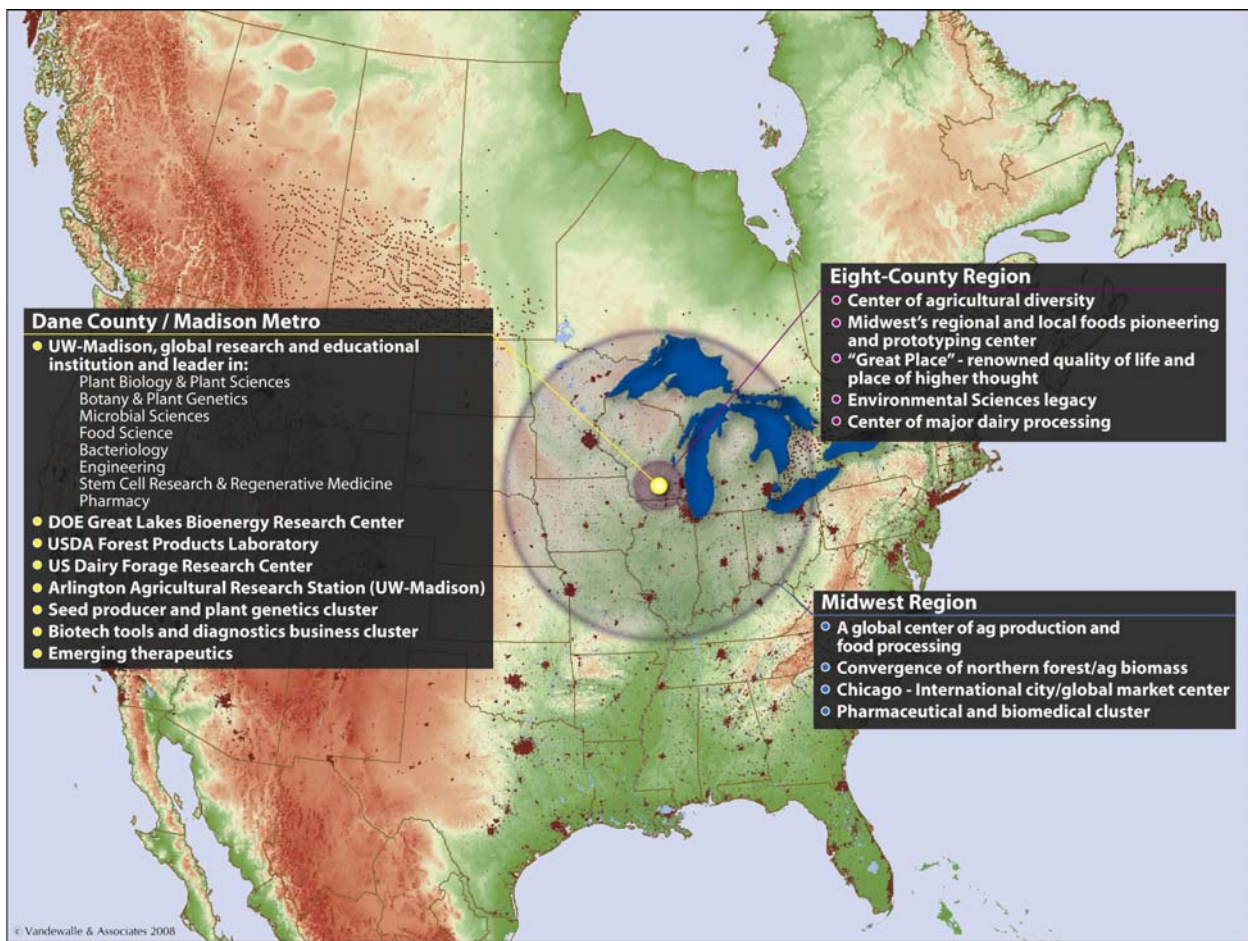 Dane County / Madison Metro
UW-Madison, global research and educational
institution and leader in:
Plant Biology & Plant Sciences
Botany & Plant Genetics
Microbial Sciences
Food Science
Bacteriology
Engineering
Stem Cell Research & Regenerative Medicine
Pharmacy
DOE Great Lakes Bioenergy Research Center
USDA Forest Products Laboratory
US Dairy Forage Research Center
Arlington Agricultural Research Station (UW-Madison)
Seed producer and plant genetics cluster
Biotech tools and diagnostics business cluster
Emerging therapeutics
Eight-County Region
Center of agricultural diversity
Midwest's regional and local foods pioneering
and prototyping center
"Great Place" - renowned quality of life and
place of higher thought
Environmental Sciences legacy
Center of major dairy processing
Midwest Region
A global center of ag production and
food processing
Convergence of northern forest/ag biomass
Chicago - International city/global market center
Pharmaceutical and biomedical cluster
© Vandewalle & Associates 2008